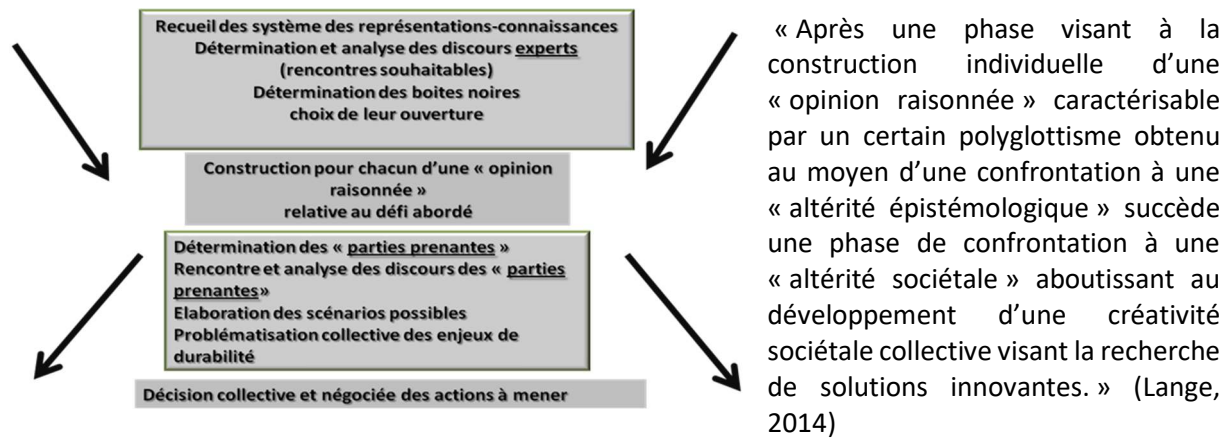 Recueil des système des représentations-connaissances
Détermination et analyse des discours experts
(rencontres souhaitables)
Détermination des boites noires
choix de leur ouverture
Construction pour chacun d'une « opinion
raisonnée »
relative au défi abordé
Détermination des « parties prenantes »
Rencontre et analyse des discours des « parties
prenantes»
Elaboration des scénarios possibles
Problématisation collective des enjeux de
durabilité
Décision collective et négociée des actions à mener
« Après une phase visant à la
construction individuelle d'une
« opinion raisonnée » caractérisable
par un certain polyglottisme obtenu
au moyen d'une confrontation à une
« altérité épistémologique » succède
une phase de confrontation à une
« altérité sociétale » aboutissant au
développement d'une créativité
sociétale collective visant la recherche
de solutions innovantes. » (Lange,
2014)